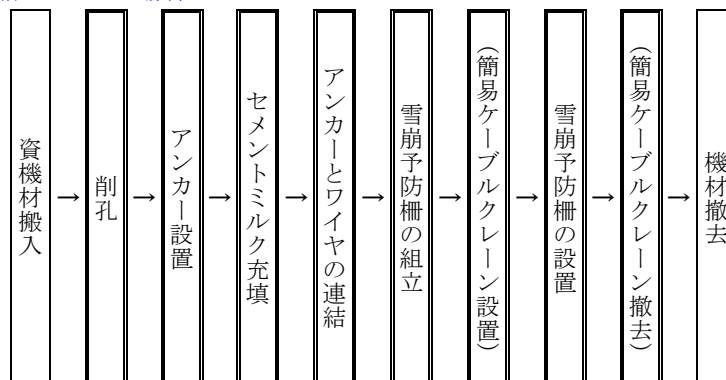 資機材搬入
→
削孔
→
アンカー設置
→
セメントミルク充填
→
アンカーとワイヤの連結
→
雪崩予防柵の組立
→
(簡易ケーブルクレーン設置)
→
雪崩予防柵の設置
→
(簡易ケーブルクレーン撤去)
→
機材撤去